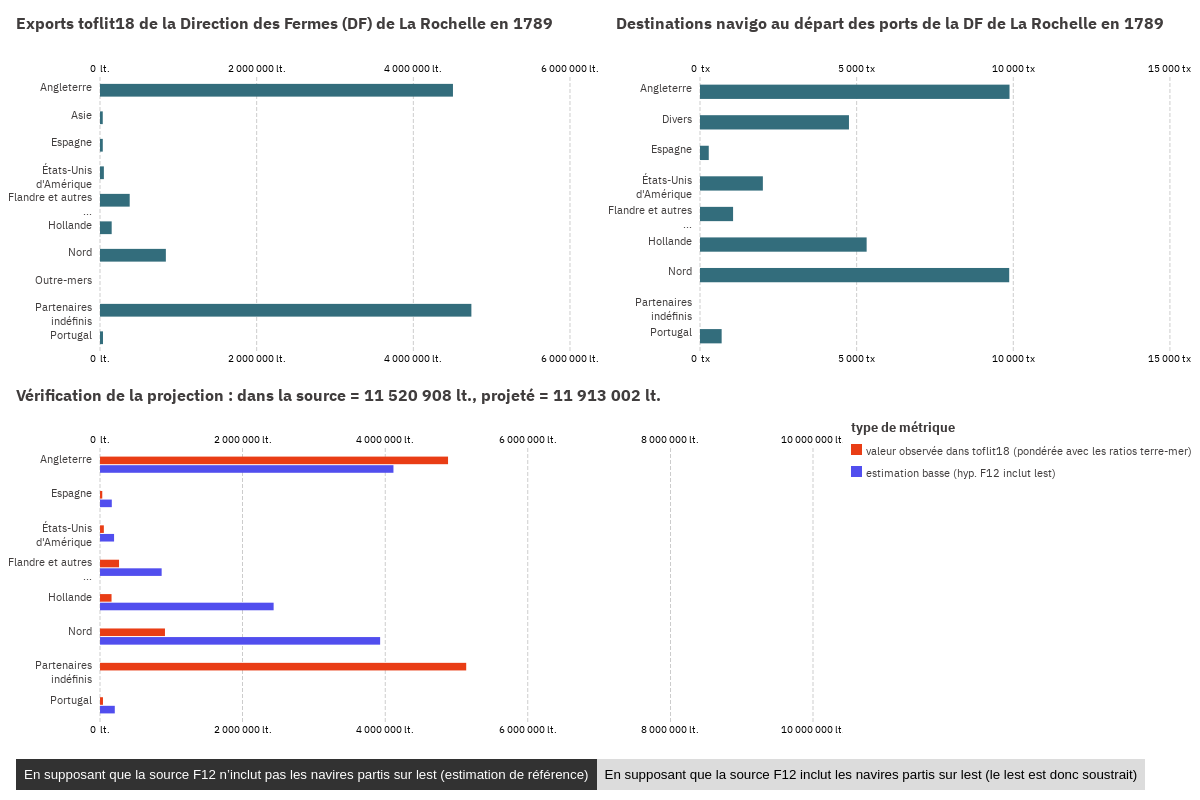 Exports toflit18 de la Direction des Fermes (DF) de La Rochelle en 1789
0 lt.
2 000 000 lt.
4 000 000 lt.
6 000 000 lt.
Angleterre
Asie
Espagne
États-Unis
d'Amérique
Flandre et autres
...
Hollande
Nord
Outre-mers
Partenaires
indéfinis
Portugal
0 lt.
2 000 000 lt.
4 000 000 lt.
6 000 000 lt.
Destinations navigo au départ des ports de la DF de La Rochelle en 1789
0 tx
5 000 tx
10 000 tx
15 000 tx
Angleterre
Divers
Espagne
États-Unis
d'Amérique
Flandre et autres
...
Hollande
Nord
Partenaires
indéfinis
Portugal
0 tx
5 000 tx
10 000 tx
15 000 tx
Vérification de la projection : dans la source = 11 520 908 lt., projeté = 11 913 002 lt.
0 lt.
2 000 000 lt.
4 000 000 lt.
6 000 000 lt.
8 000 000 lt.
10 000 000 lt
Angleterre
Espagne
États-Unis
d'Amérique
Flandre et autres
...
Hollande
Nord
Partenaires
indéfinis
Portugal
0 lt.
2 000 000 lt.
4 000 000 lt.
6 000 000 lt.
8 000 000 lt.
10 000 000 lt
type de métrique
valeur observée dans toflit18 (pondérée avec les ratios terre-mer)
estimation basse (hyp. F12 inclut lest)
En supposant que la source F12 n’inclut pas les navires partis sur lest (estimation de référence)
En supposant que la source F12 inclut les navires partis sur lest (le lest est donc soustrait)